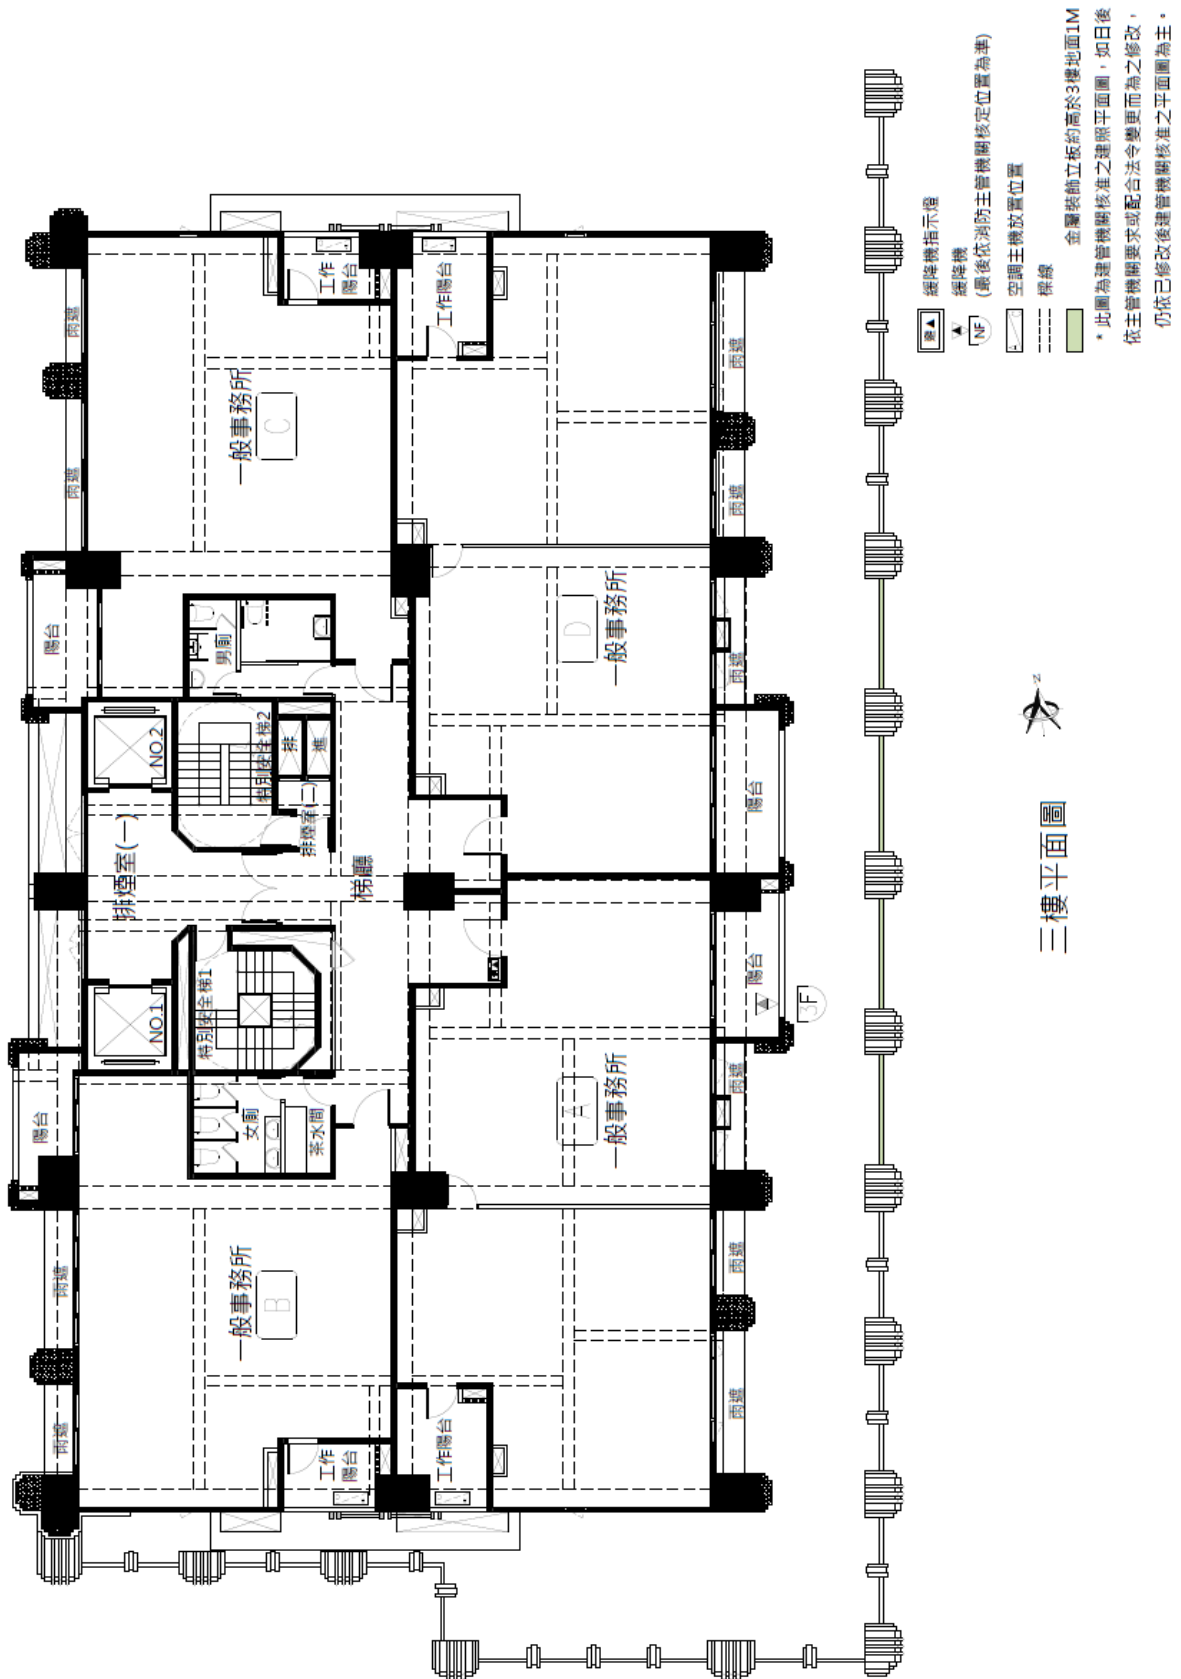 雨遮
雨遮
陽台
陽台
雨遮
雨遮
NO.1
排煙室(一)
NO.2
特別安全梯1
特別安全梯2
女廁
茶水間
男廁
排煙室(二)
排
進
梯廳
一般事務所
B
一般事務所
C
工作
陽台
工作陽台
工作
陽台
工作陽台
A
一般事務所
D
一般事務所
雨遮
雨遮
雨遮
陽台
3F
陽台
雨遮
雨遮
雨遮
三樓平面圖
N
避▲
緩降機指示燈
NF
緩降機
(最後依消防主管機關核定位置為準)
空調主機放置位置
樑線
金屬裝飾立板約高於3樓地面1M
* 此圖為建管機關核准之建照平面圖，如日後
依主管機關要求或配合法令變更而為之修改，
仍依已修改後建管機關核准之平面圖為主。